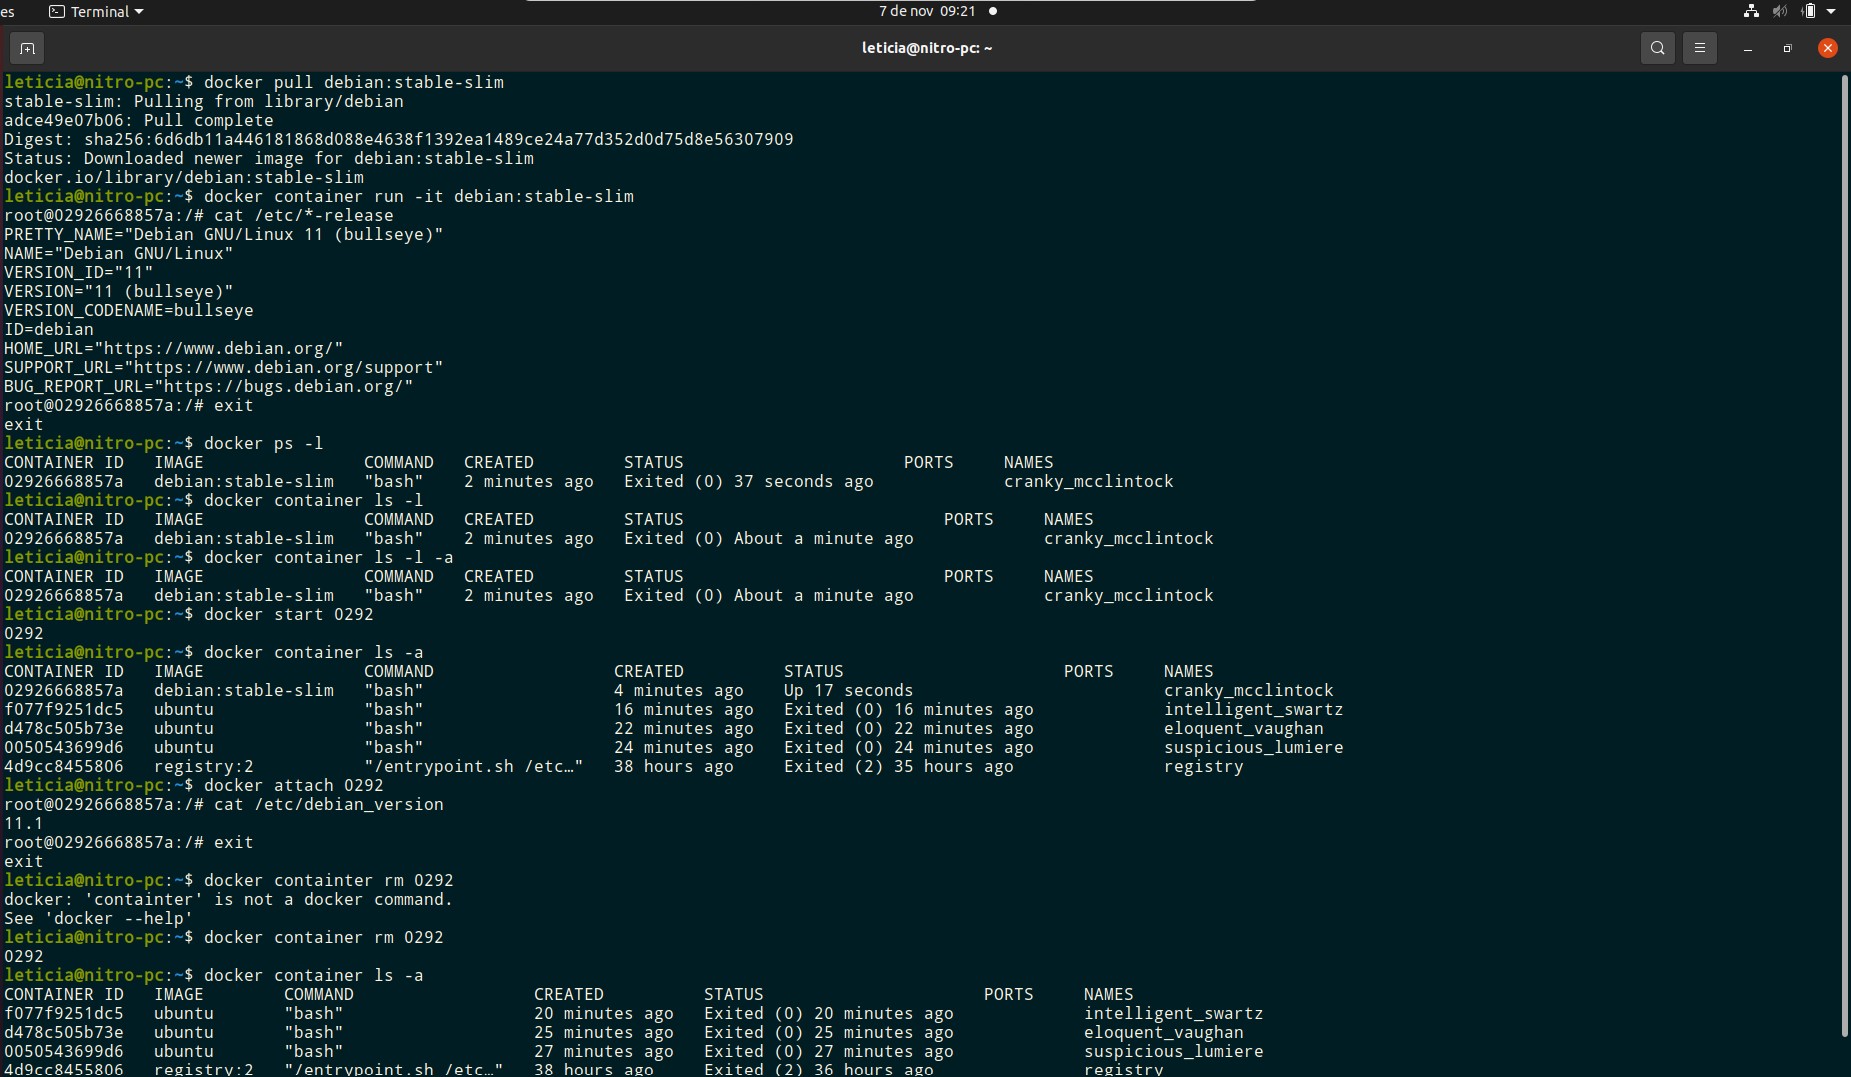 es Terminal 7 de nov 09:21
leticia@nitro-pc: ~
leticia@nitro-pc:~$ docker pull debian:stable-slim
stable-slim: Pulling from library/debian
adce49e07b06: Pull complete
Digest: sha256:6d6db11a446181868d088e4638f1392ea1489ce24a77d352d0d75d8e56307909
Status: Downloaded newer image for debian:stable-slim
docker.io/library/debian:stable-slim
leticia@nitro-pc:~$ docker container run -it debian:stable-slim
root@02926668857a:/# cat /etc/*-release
PRETTY_NAME="Debian GNU/Linux 11 (bullseye)"
NAME="Debian GNU/Linux"
VERSION_ID="11"
VERSION="11 (bullseye)"
VERSION_CODENAME=bullseye
ID=debian
HOME_URL="https://www.debian.org/"
SUPPORT_URL="https://www.debian.org/support"
BUG_REPORT_URL="https://bugs.debian.org/"
root@02926668857a:/# exit
exit
leticia@nitro-pc:~$ docker ps -l
CONTAINER ID   IMAGE                COMMAND   CREATED         STATUS                      PORTS     NAMES
02926668857a   debian:stable-slim   "bash"    2 minutes ago   Exited (0) 37 seconds ago             cranky_mcclintock
leticia@nitro-pc:~$ docker container ls -l
CONTAINER ID   IMAGE                COMMAND   CREATED         STATUS                          PORTS     NAMES
02926668857a   debian:stable-slim   "bash"    2 minutes ago   Exited (0) About a minute ago             cranky_mcclintock
leticia@nitro-pc:~$ docker container ls -l -a
CONTAINER ID   IMAGE                COMMAND   CREATED         STATUS                          PORTS     NAMES
02926668857a   debian:stable-slim   "bash"    2 minutes ago   Exited (0) About a minute ago             cranky_mcclintock
leticia@nitro-pc:~$ docker start 0292
0292
leticia@nitro-pc:~$ docker container ls -a
CONTAINER ID   IMAGE                COMMAND                  CREATED          STATUS                      PORTS     NAMES
02926668857a   debian:stable-slim   "bash"                   4 minutes ago    Up 17 seconds                         cranky_mcclintock
f077f9251dc5   ubuntu               "bash"                   16 minutes ago   Exited (0) 16 minutes ago             intelligent_swartz
d478c505b73e   ubuntu               "bash"                   22 minutes ago   Exited (0) 22 minutes ago             eloquent_vaughan
0050543699d6   ubuntu               "bash"                   24 minutes ago   Exited (0) 24 minutes ago             suspicious_lumiere
4d9cc8455806   registry:2           "/entrypoint.sh /etc…"   38 hours ago     Exited (2) 35 hours ago               registry
leticia@nitro-pc:~$ docker attach 0292
root@02926668857a:/# cat /etc/debian_version
11.1
root@02926668857a:/# exit
exit
leticia@nitro-pc:~$ docker containter rm 0292
docker: 'containter' is not a docker command.
See 'docker --help'
leticia@nitro-pc:~$ docker container rm 0292
0292
leticia@nitro-pc:~$ docker container ls -a
CONTAINER ID   IMAGE        COMMAND                  CREATED          STATUS                      PORTS     NAMES
f077f9251dc5   ubuntu       "bash"                   20 minutes ago   Exited (0) 20 minutes ago             intelligent_swartz
d478c505b73e   ubuntu       "bash"                   25 minutes ago   Exited (0) 25 minutes ago             eloquent_vaughan
0050543699d6   ubuntu       "bash"                   27 minutes ago   Exited (0) 27 minutes ago             suspicious_lumiere
4d9cc8455806   registry:2   "/entrypoint.sh /etc…"   38 hours ago     Exited (2) 36 hours ago               registry